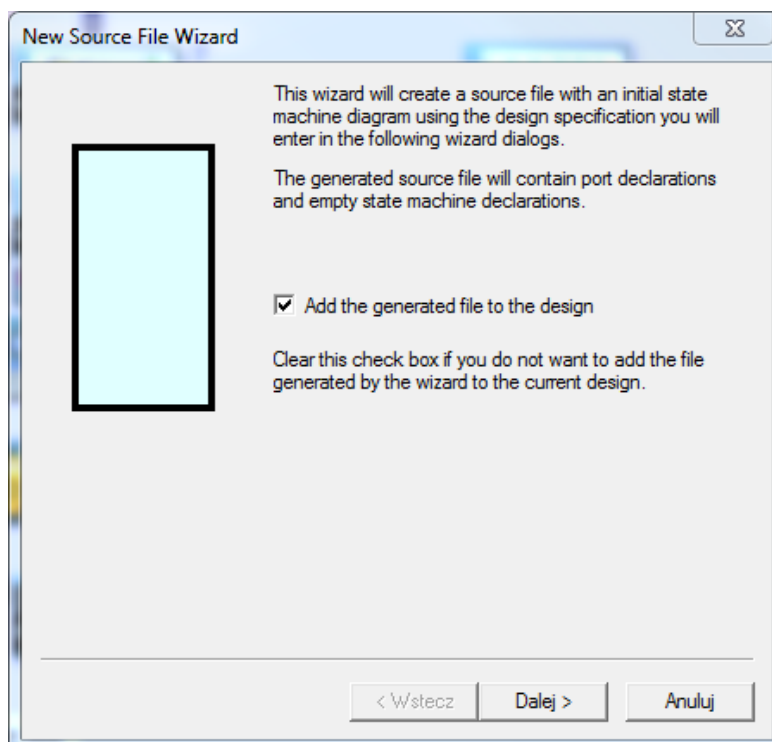 New Source File Wizard
This wizard will create a source file with an initial state
machine diagram using the design specification you will
enter in the following wizard dialogs.
The generated source file will contain port declarations
and empty state machine declarations.
Add the generated file to the design
Clear this check box if you do not want to add the file
generated by the wizard to the current design.
< Wstecz
Dalej >
Anuluj